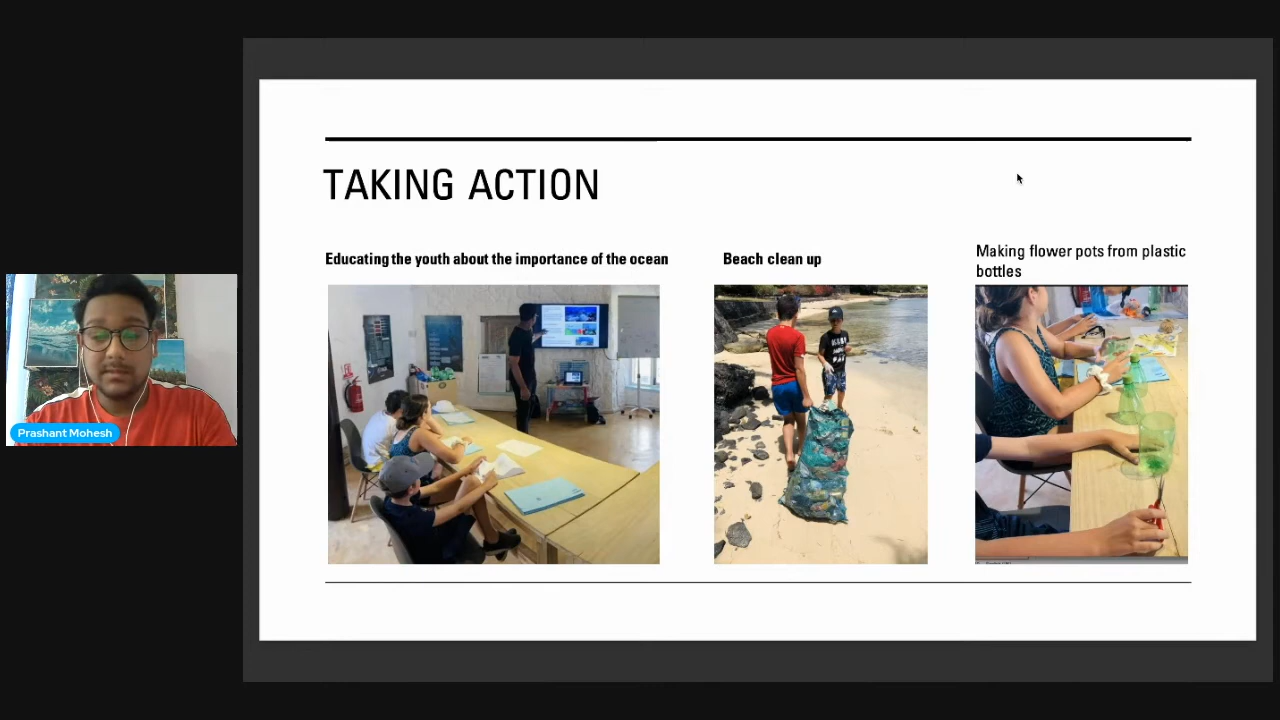 TAKING ACTION
Educating the youth about the importance of the ocean
Beach clean up
Making flower pots from plastic
bottles
Prashant Mohesh